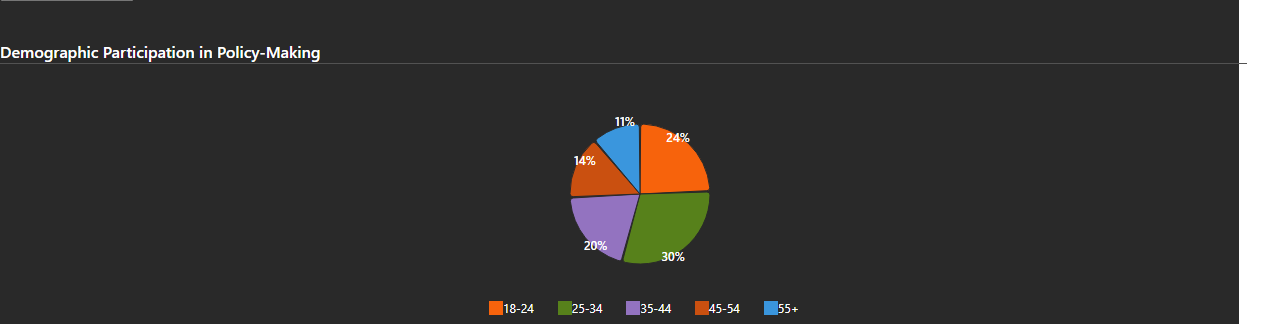 Demographic Participation in Policy-Making
11%
24%
14%
20%
30%
18-24 25-34 35-44 45-54 55+